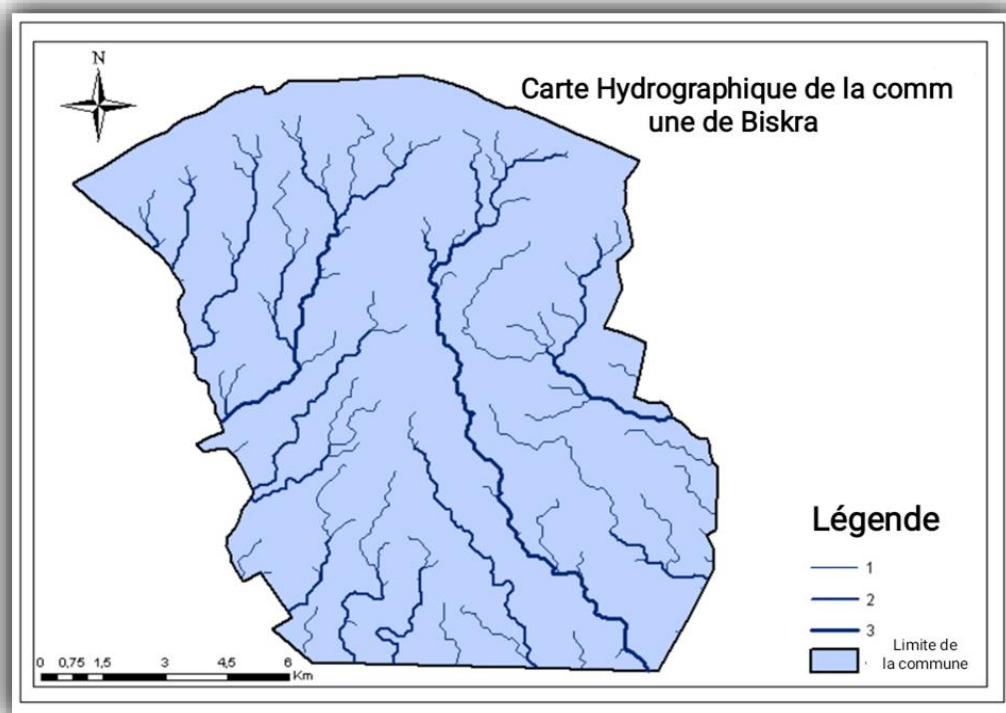 N
Carte Hydrographique de la comm
une de Biskra
Légende
1
2
3
Limite de
la commune
0 0,75 1,5 3 4,5 6
Km